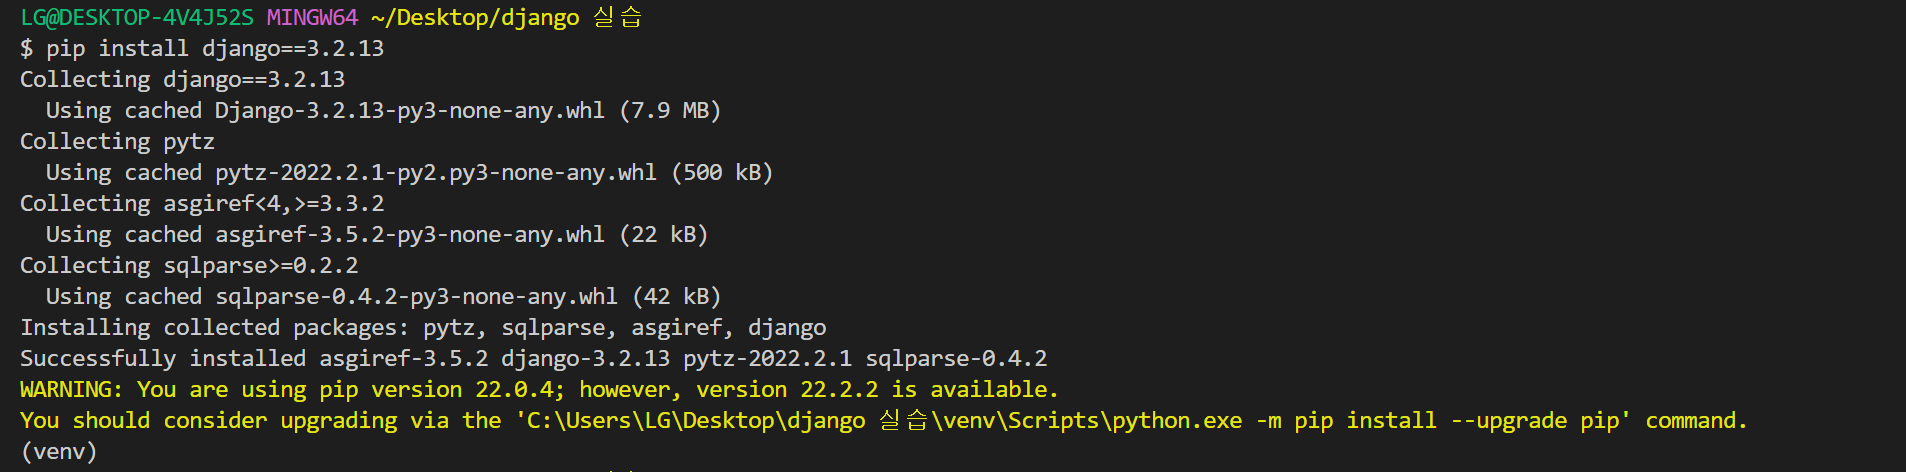 LG@DESKTOP-4V4J52S MINGW64 ~/Desktop/django 실습
$ pip install django==3.2.13
Collecting django==3.2.13
  Using cached Django-3.2.13-py3-none-any.whl (7.9 MB)
Collecting pytz
  Using cached pytz-2022.2.1-py2.py3-none-any.whl (500 kB)
Collecting asgiref<4,>=3.3.2
  Using cached asgiref-3.5.2-py3-none-any.whl (22 kB)
Collecting sqlparse>=0.2.2
  Using cached sqlparse-0.4.2-py3-none-any.whl (42 kB)
Installing collected packages: pytz, sqlparse, asgiref, django
Successfully installed asgiref-3.5.2 django-3.2.13 pytz-2022.2.1 sqlparse-0.4.2
WARNING: You are using pip version 22.0.4; however, version 22.2.2 is available.
You should consider upgrading via the 'C:\Users\LG\Desktop\django 실습\venv\Scripts\python.exe -m pip install --upgrade pip' command.
(venv)